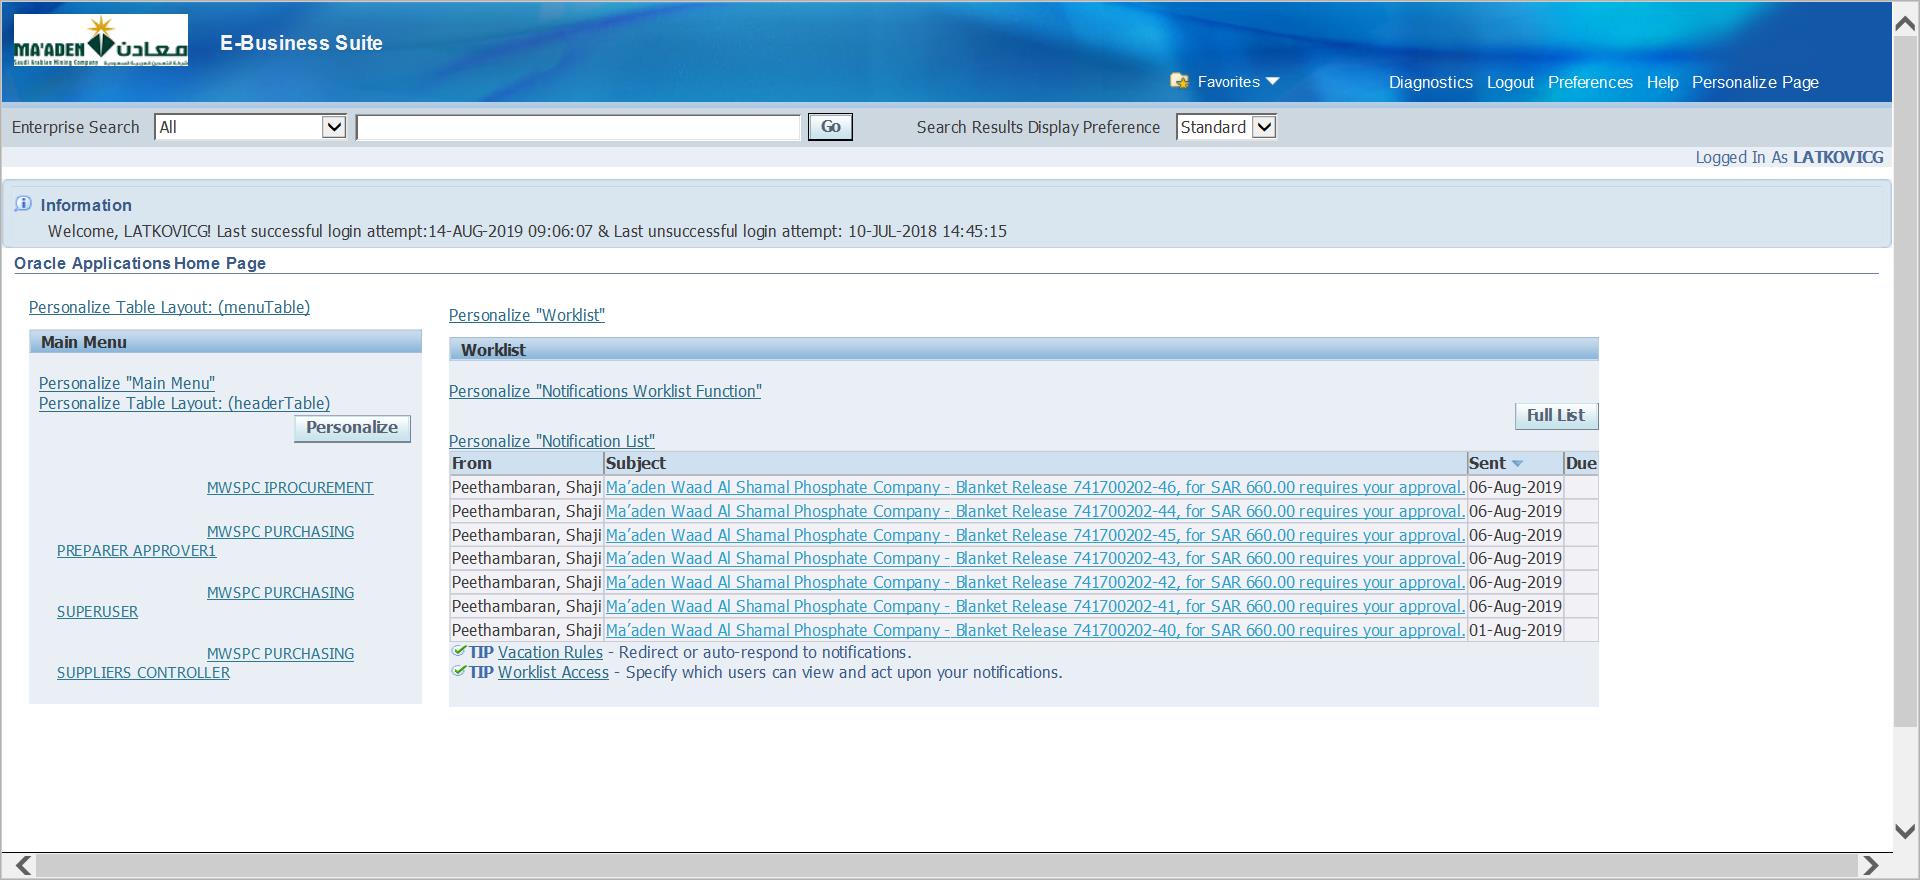 MA'ADEN معادن
Saudi Arabian Mining Company شركة التعدين العربية السعودية
E-Business Suite
Favorites Diagnostics Logout Preferences Help Personalize Page
Enterprise Search All Go Search Results Display Preference Standard
Logged In As LATKOVICG
Information
Welcome, LATKOVICG! Last successful login attempt:14-AUG-2019 09:06:07 & Last unsuccessful login attempt: 10-JUL-2018 14:45:15
Oracle Applications Home Page
Personalize Table Layout: (menuTable)
Main Menu
Personalize "Main Menu"
Personalize Table Layout: (headerTable)
Personalize
MWSPC IPROCUREMENT
MWSPC PURCHASING
PREPARER APPROVER1
MWSPC PURCHASING
SUPERUSER
MWSPC PURCHASING
SUPPLIERS CONTROLLER
Personalize "Worklist"
Worklist
Personalize "Notifications Worklist Function"
Full List
Personalize "Notification List"
From Subject Sent Due
Peethambaran, Shaji Ma’aden Waad Al Shamal Phosphate Company - Blanket Release 741700202-46, for SAR 660.00 requires your approval. 06-Aug-2019
Peethambaran, Shaji Ma’aden Waad Al Shamal Phosphate Company - Blanket Release 741700202-44, for SAR 660.00 requires your approval. 06-Aug-2019
Peethambaran, Shaji Ma’aden Waad Al Shamal Phosphate Company - Blanket Release 741700202-45, for SAR 660.00 requires your approval. 06-Aug-2019
Peethambaran, Shaji Ma’aden Waad Al Shamal Phosphate Company - Blanket Release 741700202-43, for SAR 660.00 requires your approval. 06-Aug-2019
Peethambaran, Shaji Ma’aden Waad Al Shamal Phosphate Company - Blanket Release 741700202-42, for SAR 660.00 requires your approval. 06-Aug-2019
Peethambaran, Shaji Ma’aden Waad Al Shamal Phosphate Company - Blanket Release 741700202-41, for SAR 660.00 requires your approval. 06-Aug-2019
Peethambaran, Shaji Ma’aden Waad Al Shamal Phosphate Company - Blanket Release 741700202-40, for SAR 660.00 requires your approval. 01-Aug-2019
TIP Vacation Rules - Redirect or auto-respond to notifications.
TIP Worklist Access - Specify which users can view and act upon your notifications.